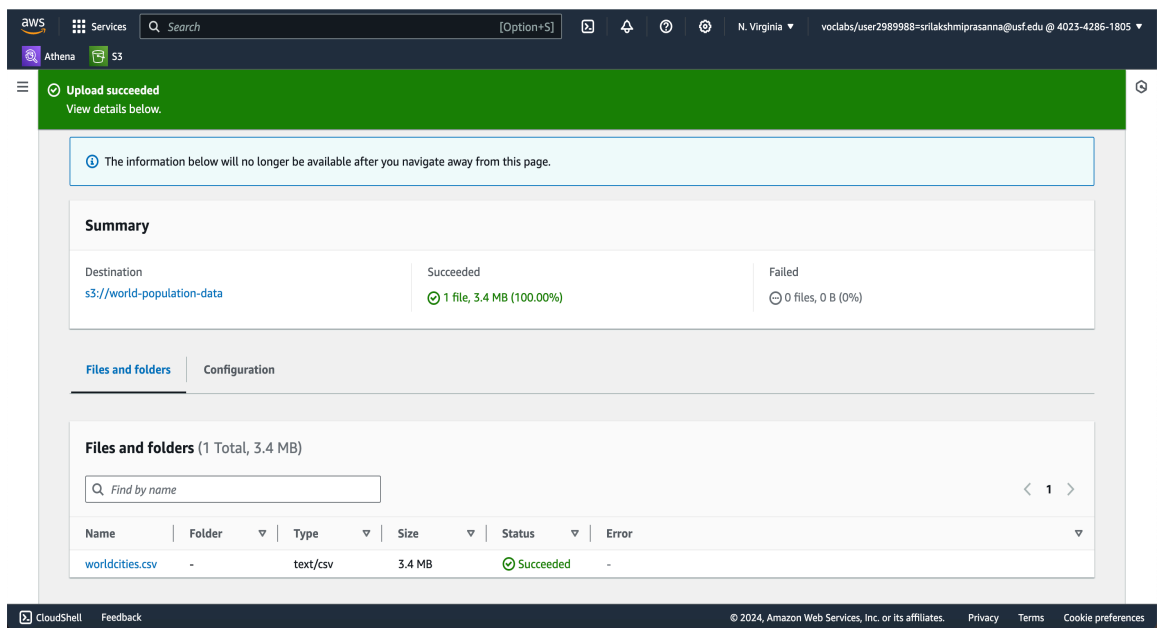 aws
Services
Search [Option+S]
N. Virginia
voclabs/user2989988=srilakshmiprasanna@usf.edu @ 4023-4286-1805
Athena
S3
Upload succeeded
View details below.
The information below will no longer be available after you navigate away from this page.
Summary
Destination Succeeded Failed
s3://world-population-data 1 file, 3.4 MB (100.00%) 0 files, 0 B (0%)
Files and folders Configuration
Files and folders (1 Total, 3.4 MB)
Find by name
1
Name Folder Type Size Status Error
worldcities.csv - text/csv 3.4 MB Succeeded -
CloudShell Feedback © 2024, Amazon Web Services, Inc. or its affiliates. Privacy Terms Cookie preferences